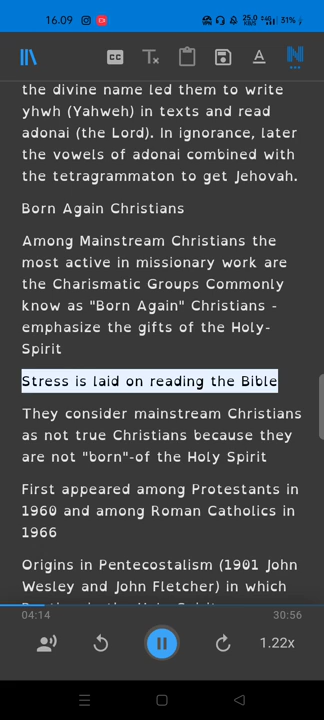 16.09
25.0
KB/s
31%
CC
T
A
N
the divine name led them to write
yhwh (Yahweh) in texts and read
adonai (the Lord). In ignorance, later
the vowels of adonai combined with
the tetragrammaton to get Jehovah.
Born Again Christians
Among Mainstream Christians the
most active in missionary work are
the Charismatic Groups Commonly
know as "Born Again" Christians -
emphasize the gifts of the Holy-
Spirit
Stress is laid on reading the Bible
They consider mainstream Christians
as not true Christians because they
are not "born"-of the Holy Spirit
First appeared among Protestants in
1960 and among Roman Catholics in
1966
Origins in Pentecostalism (1901 John
Wesley and John Fletcher) in which
04:14
30:56
1.22x